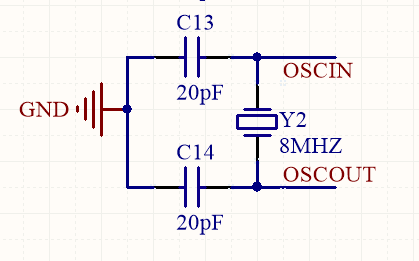 C13
20pF
OSCIN
GND
Y2
8MHZ
C14
20pF
OSCOUT